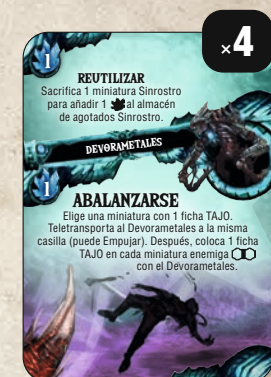 ×4
1
REUTILIZAR
Sacrifica 1 miniatura Sinrostro
para añadir 1 al almacén
de agotados Sinrostro.
DEVORAMETALES
1
ABALANZARSE
Elige una miniatura con 1 ficha TAJO.
Teletransporta al Devorametales a la misma
casilla (puede Empujar). Después, coloca 1 ficha
TAJO en cada miniatura enemiga
con el Devorametales.